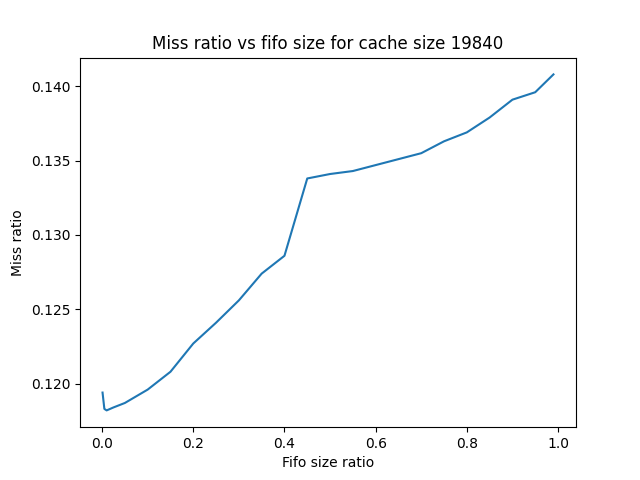 Miss ratio vs fifo size for cache size 19840
0.140
0.135
0.130
0.125
0.120
Miss ratio
0.0 0.2 0.4 0.6 0.8 1.0
Fifo size ratio